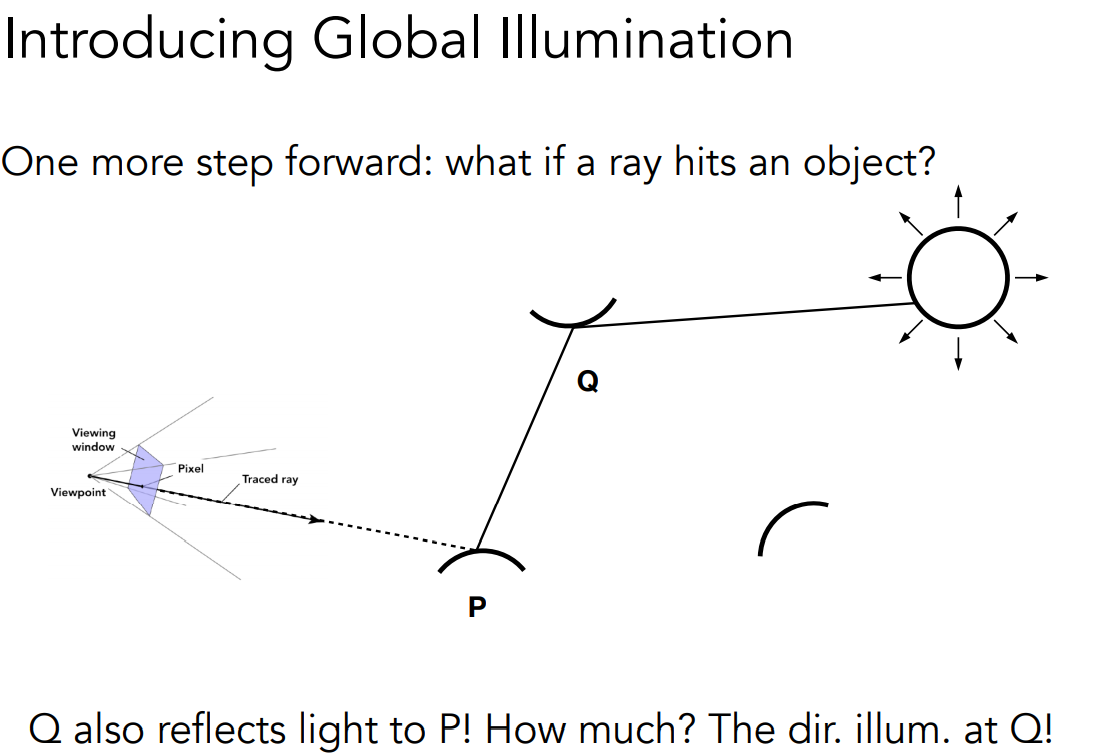 Introducing Global Illumination
One more step forward: what if a ray hits an object?
Q
Viewing
window
Pixel
Traced ray
Viewpoint
P
Q also reflects light to P! How much? The dir. illum. at Q!